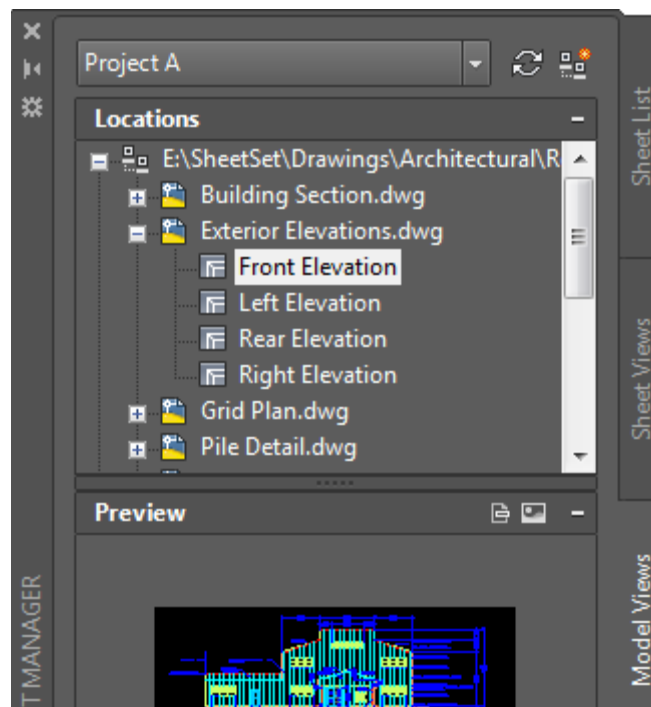 Project A
Locations
E:\SheetSet\Drawings\Architectural\R
Building Section.dwg
Exterior Elevations.dwg
Front Elevation
Left Elevation
Rear Elevation
Right Elevation
Grid Plan.dwg
Pile Detail.dwg
Preview
Sheet List
Sheet Views
Model Views
T MANAGER